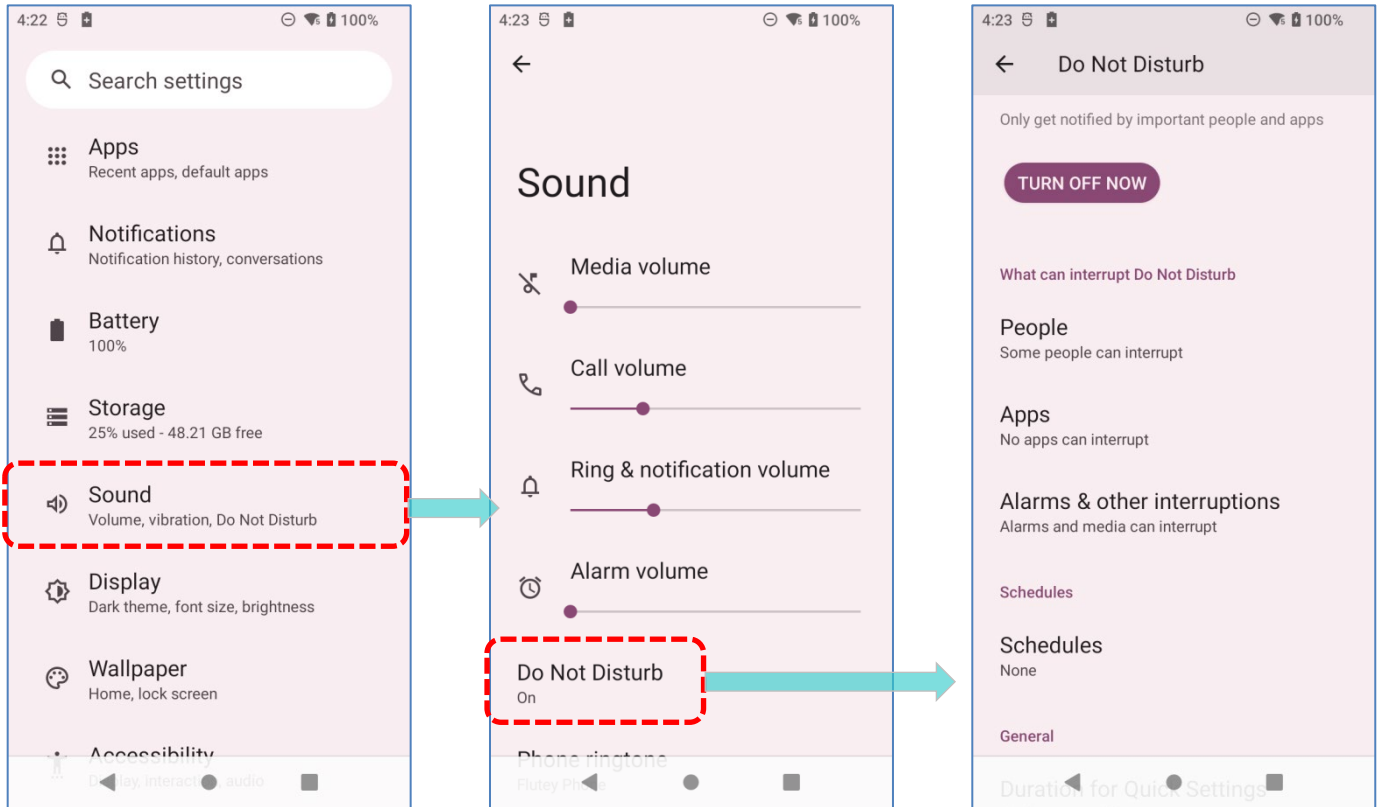 4:22
100%
Search settings
Apps
Recent apps, default apps
Notifications
Notification history, conversations
Battery
100%
Storage
25% used - 48.21 GB free
Sound
Volume, vibration, Do Not Disturb
Display
Dark theme, font size, brightness
Wallpaper
Home, lock screen
Accessibility
Display, interaction, audio
4:23
100%
Sound
Media volume
Call volume
Ring & notification volume
Alarm volume
Do Not Disturb
On
Phone ringtone
Flutey Phone
4:23
100%
Do Not Disturb
Only get notified by important people and apps
TURN OFF NOW
What can interrupt Do Not Disturb
People
Some people can interrupt
Apps
No apps can interrupt
Alarms & other interruptions
Alarms and media can interrupt
Schedules
Schedules
None
General
Duration for Quick Settings